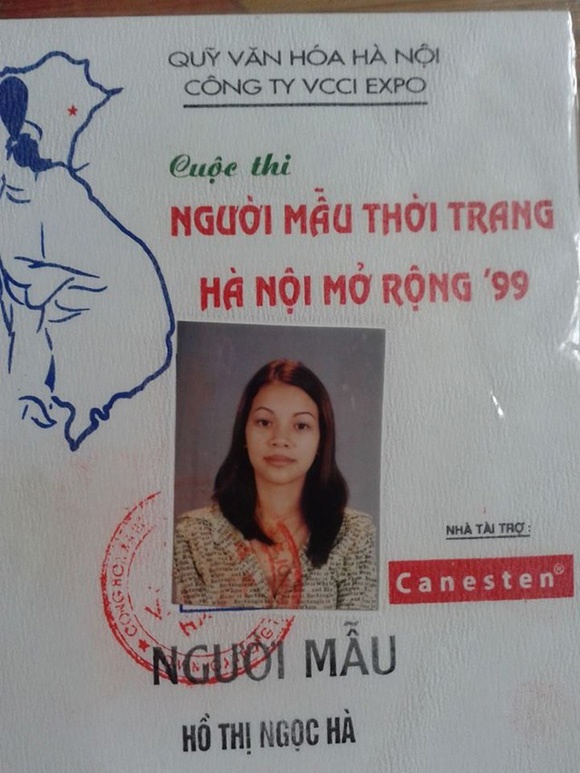 QUỸ VĂN HÓA HÀ NỘI
CÔNG TY VCCI EXPO
Cuộc thi
NGƯỜI MẪU THỜI TRANG
HÀ NỘI MỞ RỘNG '99
NHÀ TÀI TRỢ :
Canesten®
NGƯỜI MẪU
HỒ THỊ NGỌC HÀ